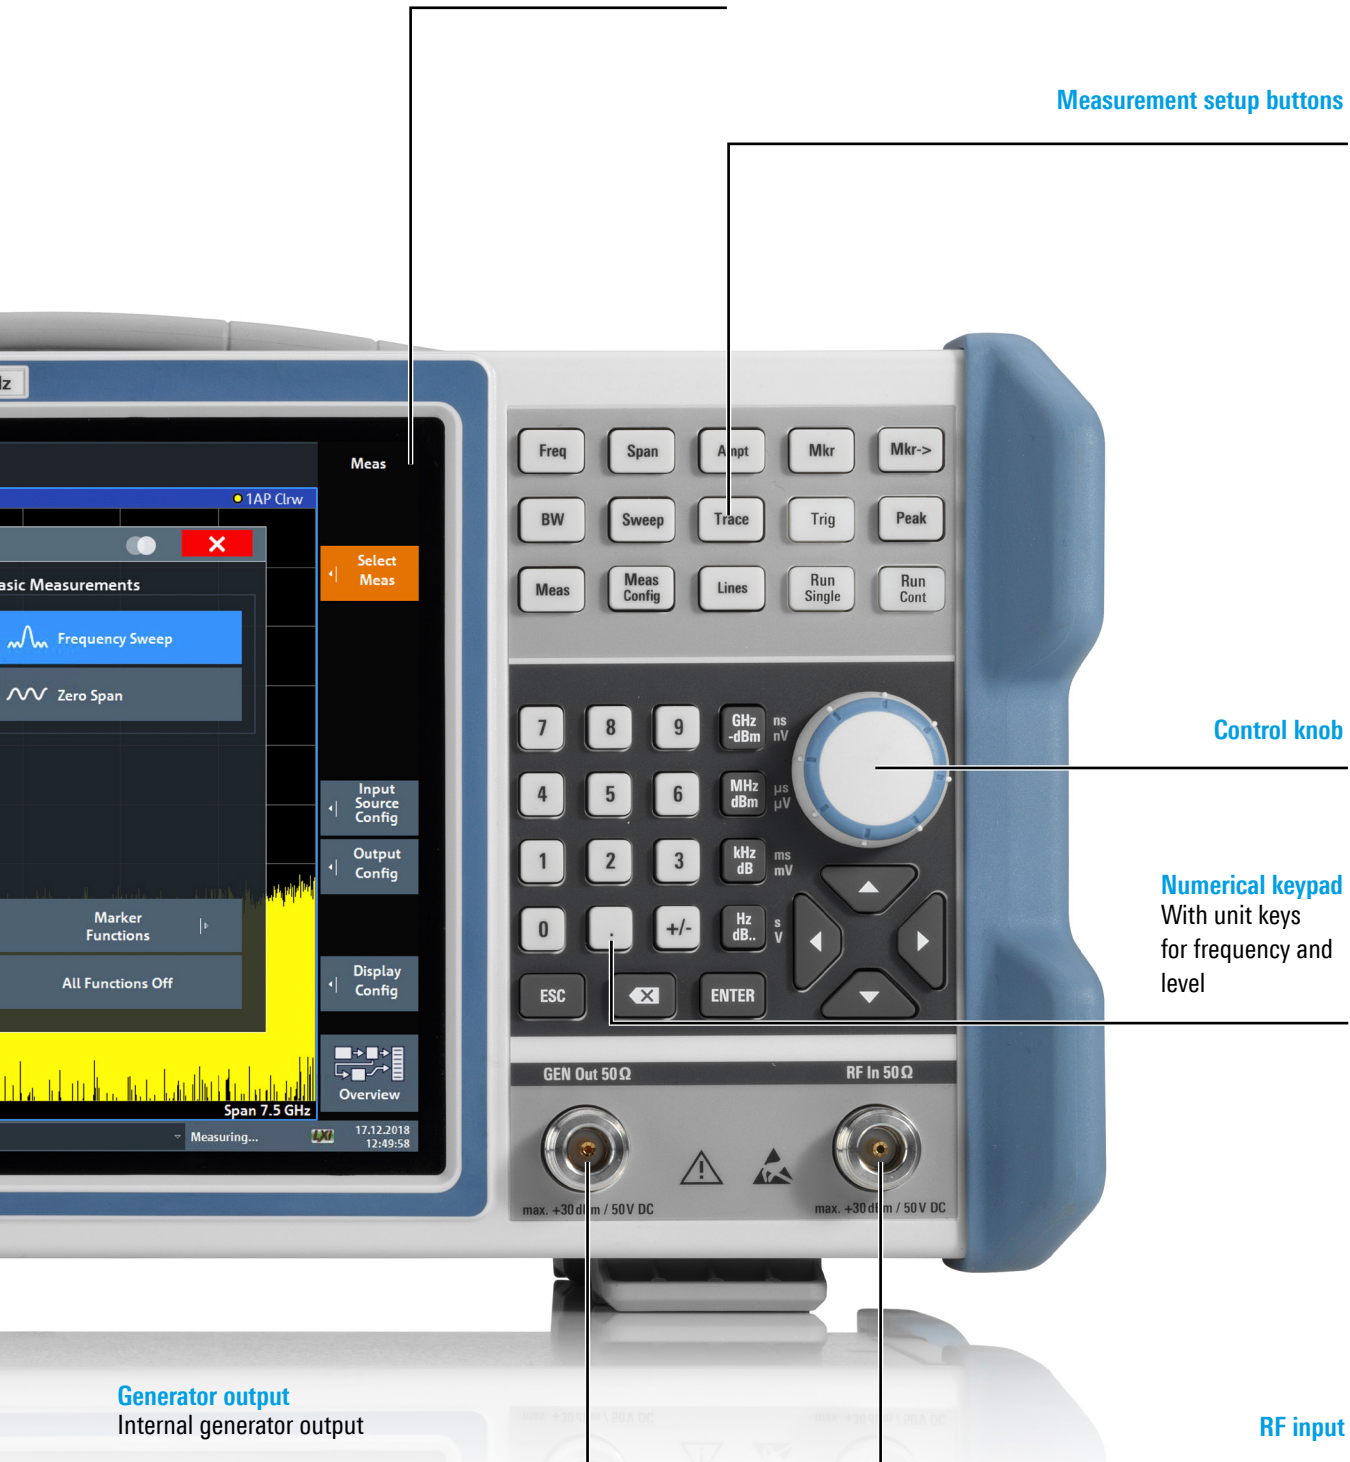 Measurement setup buttons
Meas
1AP Clrw
Select
Meas
Basic Measurements
Frequency Sweep
Zero Span
Input
Source
Config
Output
Config
Marker
Functions
All Functions Off
Display
Config
Overview
Span 7.5 GHz
Measuring...
LXI
17.12.2018
12:49:58
Freq Span Ampt Mkr Mkr->
BW Sweep Trace Trig Peak
Meas Meas Config Lines Run Single Run Cont
7 8 9 GHz -dBm ns nV
4 5 6 MHz dBm µs µV
1 2 3 kHz dB ms mV
0 . +/- Hz dB.. s V
ESC ENTER
Control knob
Numerical keypad
With unit keys
for frequency and
level
GEN Out 50 Ω RF In 50 Ω
max. +30 dBm / 50 V DC max. +30 dBm / 50 V DC
Generator output
Internal generator output
RF input